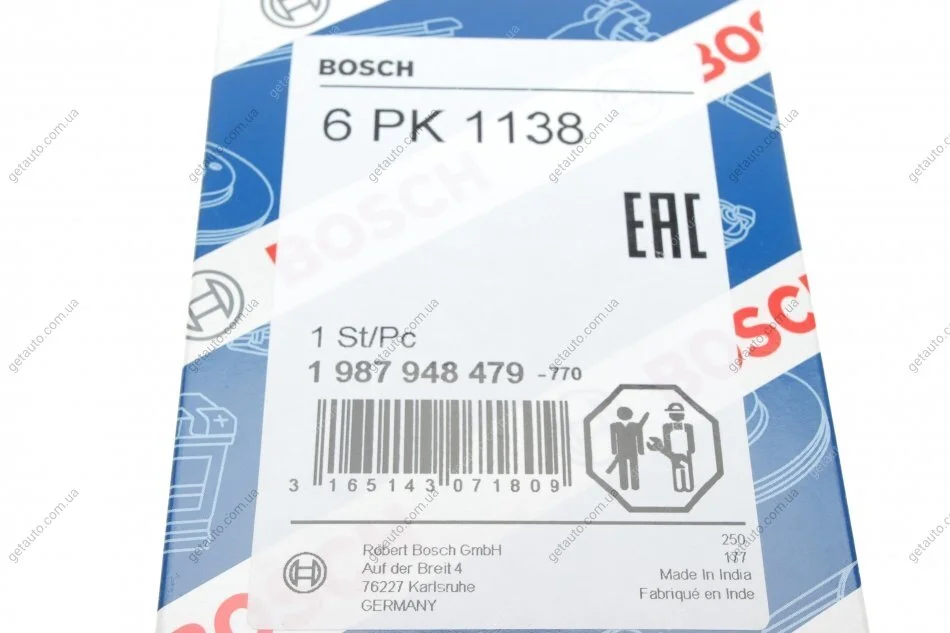 BOSCH
BOSCH
6 PK 1138
BOSCH
EAC
BOSCH
1 St/Pc
1 987 948 479 -770
3 165143 071809
Robert Bosch GmbH
Auf der Breit 4
76227 Karlsruhe
GERMANY
250
177
Made In India
Fabriqué en Inde
getauto.com.ua